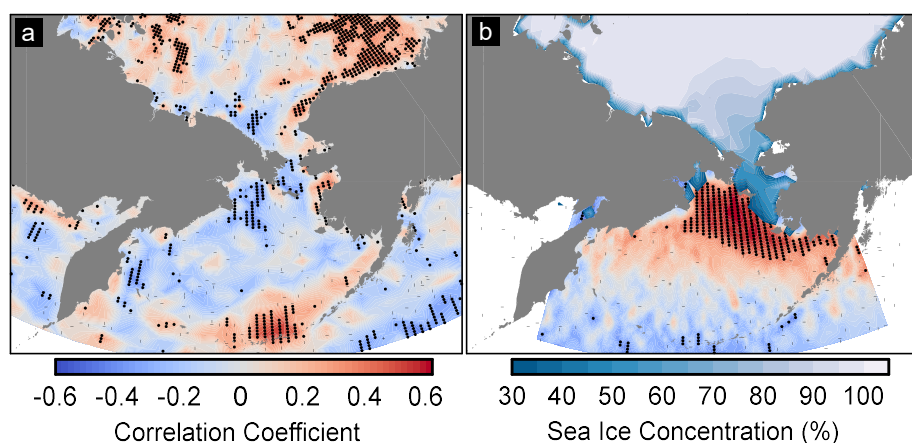 a
b
-0.6 -0.4 -0.2 0 0.2 0.4 0.6
30 40 50 60 70 80 90 100
Correlation Coefficient
Sea Ice Concentration (%)